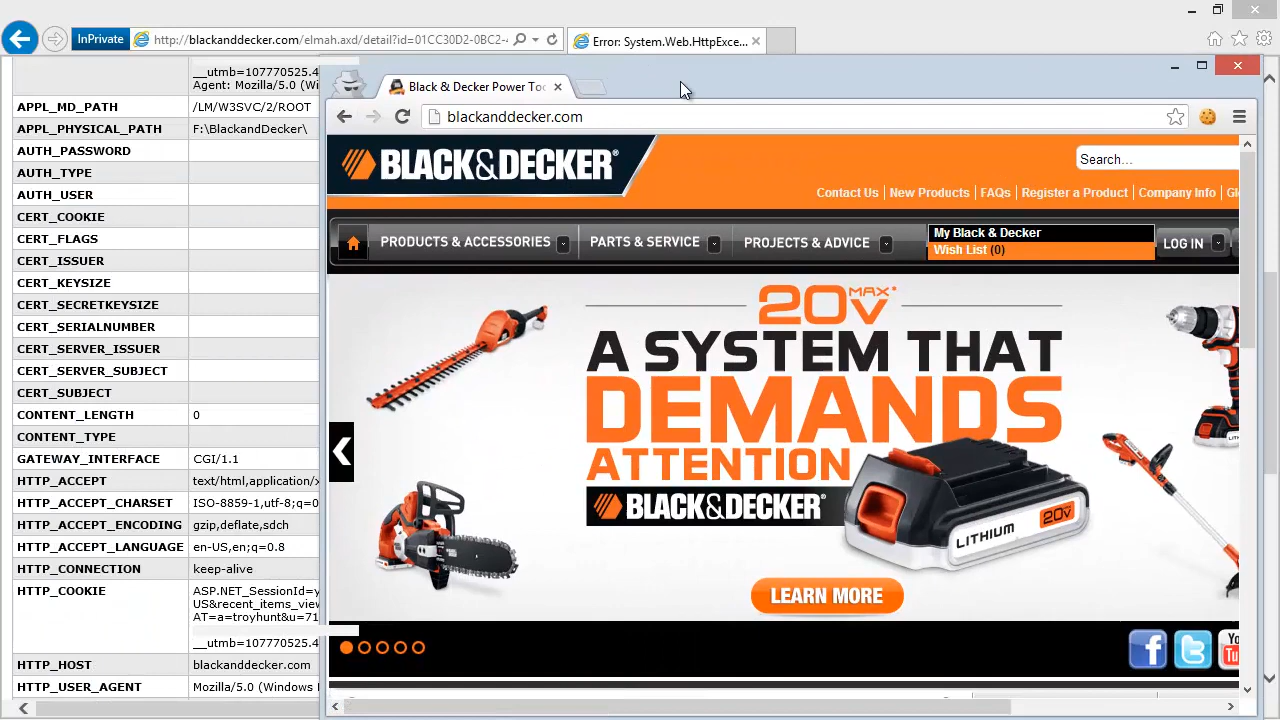 InPrivate
http://blackanddecker.com/elmah.axd/detail?id=01CC30D2-0BC2-4
Error: System.Web.HttpExce...
__utmb=107770525.4
Agent: Mozilla/5.0 (Wi
APPL_MD_PATH /LM/W3SVC/2/ROOT
APPL_PHYSICAL_PATH F:\BlackandDecker\
AUTH_PASSWORD
AUTH_TYPE
AUTH_USER
CERT_COOKIE
CERT_FLAGS
CERT_ISSUER
CERT_KEYSIZE
CERT_SECRETKEYSIZE
CERT_SERIALNUMBER
CERT_SERVER_ISSUER
CERT_SERVER_SUBJECT
CERT_SUBJECT
CONTENT_LENGTH 0
CONTENT_TYPE
GATEWAY_INTERFACE CGI/1.1
HTTP_ACCEPT text/html,application/x
HTTP_ACCEPT_CHARSET SO-8859-1,utf-8;q=0
HTTP_ACCEPT_ENCODING gzip,deflate,sdch
HTTP_ACCEPT_LANGUAGE en-US,en;q=0.8
HTTP_CONNECTION keep-alive
HTTP_COOKIE ASP.NET_SessionId=y
US&recent_items_view
AT=a=troyhunt&u=71
__utmb=107770525.4
HTTP_HOST blackanddecker.com
HTTP_USER_AGENT Mozilla/5.0 (Windows
Black & Decker Power Too
blackanddecker.com
BLACK&DECKER®
Search...
Contact Us New Products FAQs Register a Product Company Info Glo
PRODUCTS & ACCESSORIES PARTS & SERVICE PROJECTS & ADVICE
My Black & Decker
Wish List (0)
LOG IN
20V MAX*
A SYSTEM THAT
DEMANDS
ATTENTION
BLACK&DECKER®
LITHIUM 20V
LEARN MORE
You
Tu